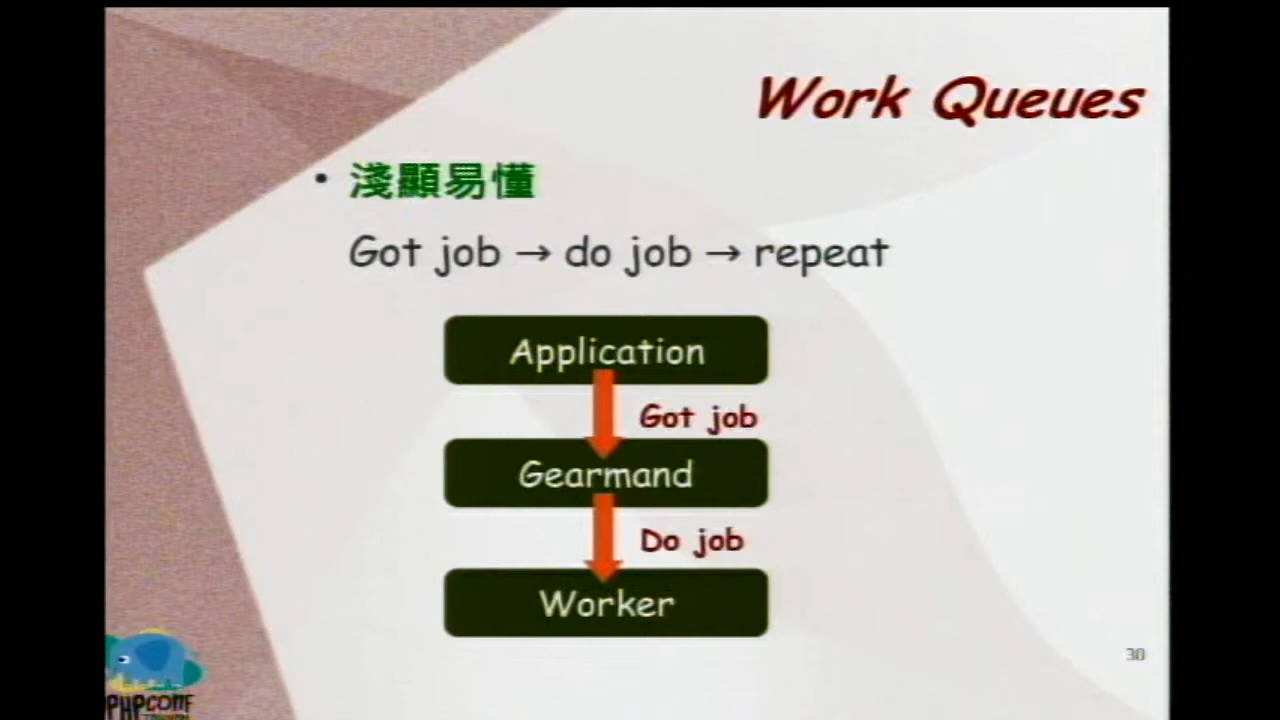 Work Queues
• 淺顯易懂
Got job → do job → repeat
Application
Got job
Gearmand
Do job
Worker
30
PHPCONF